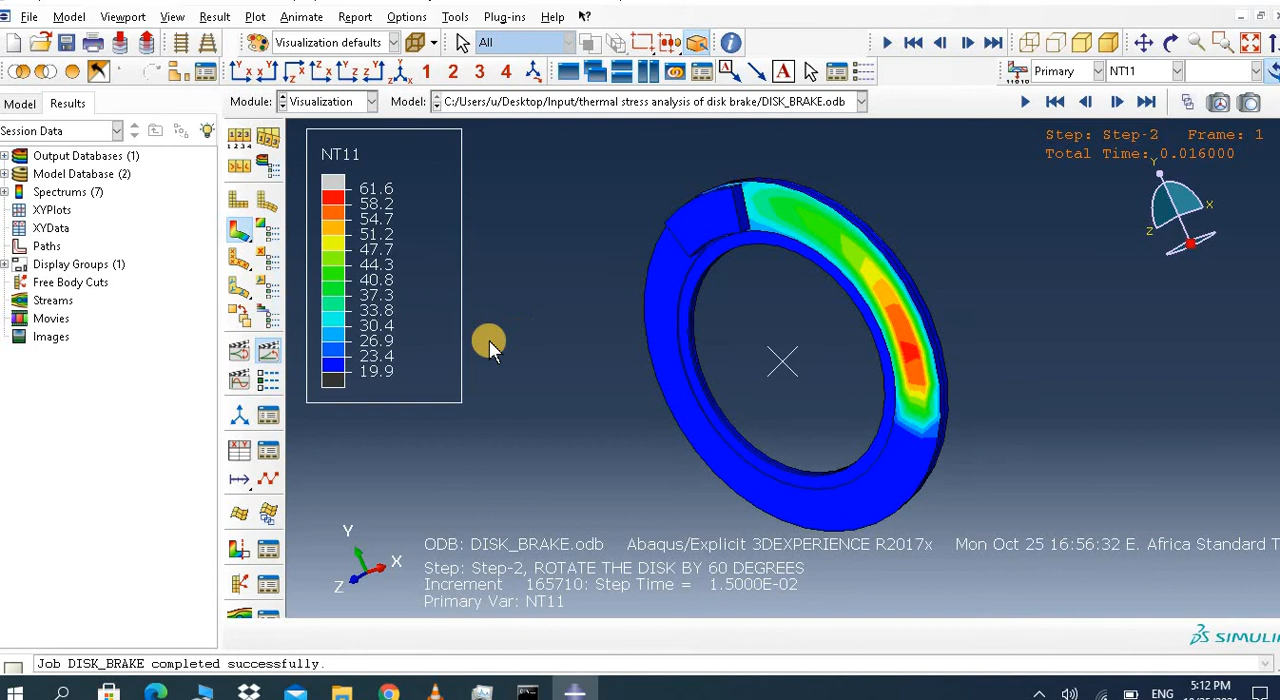 File Model Viewport View Result Plot Animate Report Options Tools Plug-ins Help
Visualization defaults All
1 2 3 4 A Primary NT11
Model Results Module: Visualization Model: C:/Users/u/Desktop/Input/thermal stress analysis of disk brake/DISK_BRAKE.odb
Session Data
Output Databases (1)
Model Database (2)
Spectrums (7)
XYPlots
XYData
Paths
Display Groups (1)
Free Body Cuts
Streams
Movies
Images
NT11
61.6
58.2
54.7
51.2
47.7
44.3
40.8
37.3
33.8
30.4
26.9
23.4
19.9
Step: Step-2 Frame: 1
Total Time: 0.016000
Y
X
Z
Y
X
Z
ODB: DISK_BRAKE.odb Abaqus/Explicit 3DEXPERIENCE R2017x Mon Oct 25 16:56:32 E. Africa Standard T
Step: Step-2, ROTATE THE DISK BY 60 DEGREES
Increment 165710: Step Time = 1.5000E-02
Primary Var: NT11
SIMULI
Job DISK_BRAKE completed successfully.
ENG
5:12 PM